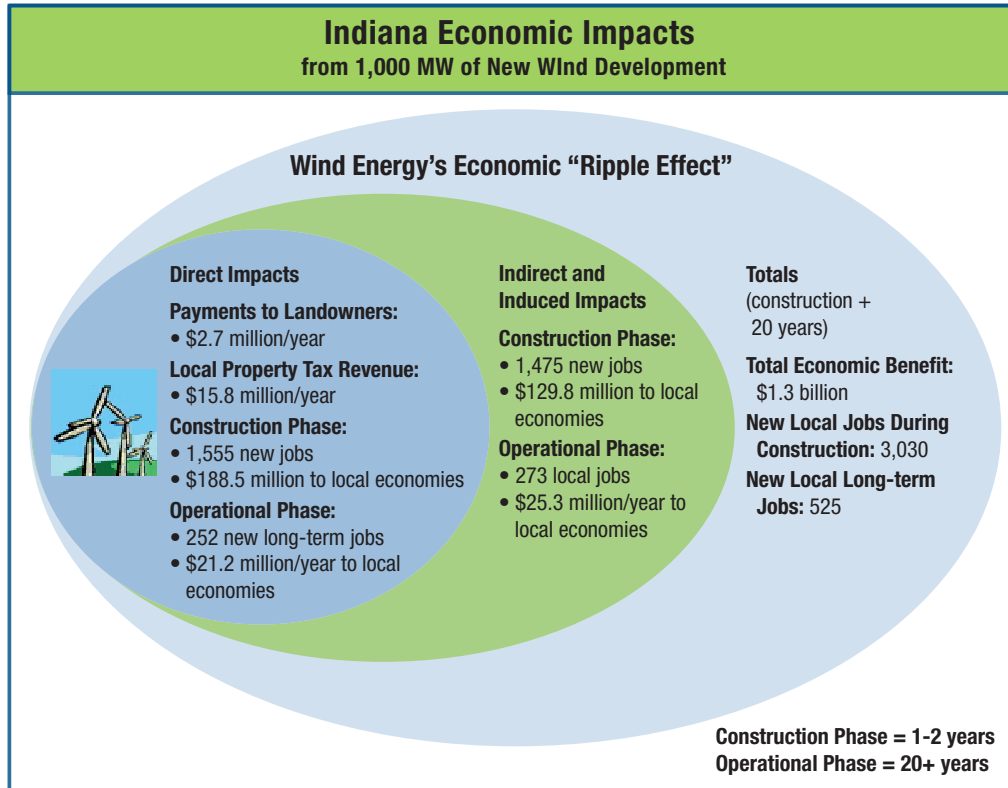 Indiana Economic Impacts
from 1,000 MW of New WInd Development
Wind Energy’s Economic “Ripple Effect”
Direct Impacts
Payments to Landowners:
• $2.7 million/year
Local Property Tax Revenue:
• $15.8 million/year
Construction Phase:
• 1,555 new jobs
• $188.5 million to local economies
Operational Phase:
• 252 new long-term jobs
• $21.2 million/year to local
economies
Indirect and
Induced Impacts
Construction Phase:
• 1,475 new jobs
• $129.8 million to local
economies
Operational Phase:
• 273 local jobs
• $25.3 million/year to
local economies
Totals
(construction +
20 years)
Total Economic Benefit:
$1.3 billion
New Local Jobs During
Construction: 3,030
New Local Long-term
Jobs: 525
Construction Phase = 1-2 years
Operational Phase = 20+ years